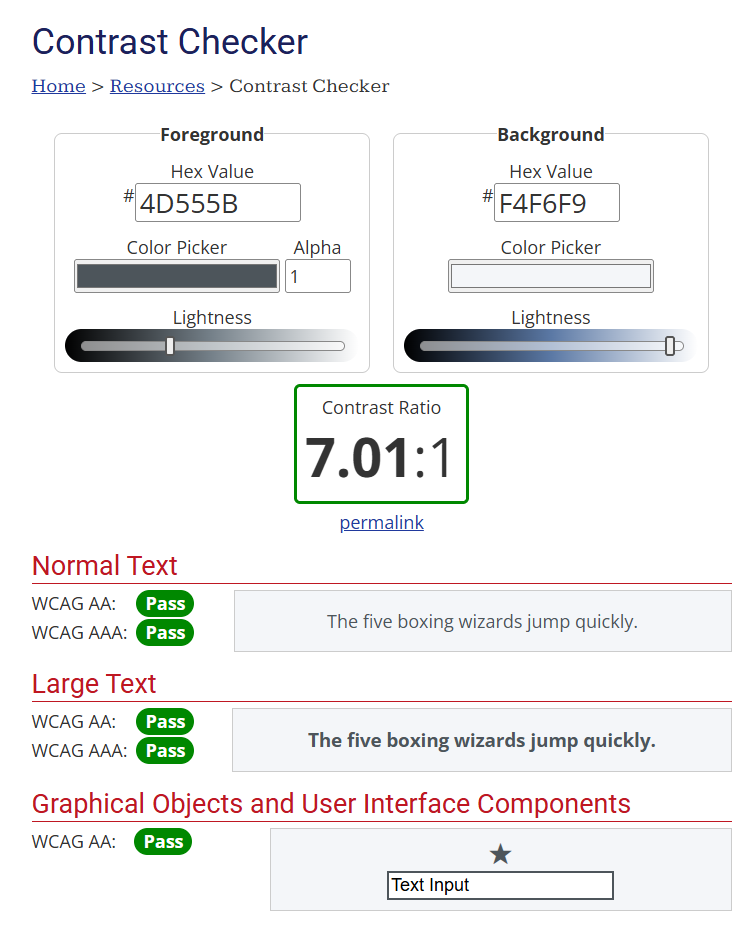 Contrast Checker
Home > Resources > Contrast Checker
Foreground
Hex Value
# 4D555B
Color Picker Alpha
1
Lightness
Background
Hex Value
# F4F6F9
Color Picker
Lightness
Contrast Ratio
7.01:1
permalink
Normal Text
WCAG AA: Pass
WCAG AAA: Pass
The five boxing wizards jump quickly.
Large Text
WCAG AA: Pass
WCAG AAA: Pass
The five boxing wizards jump quickly.
Graphical Objects and User Interface Components
WCAG AA: Pass
Text Input